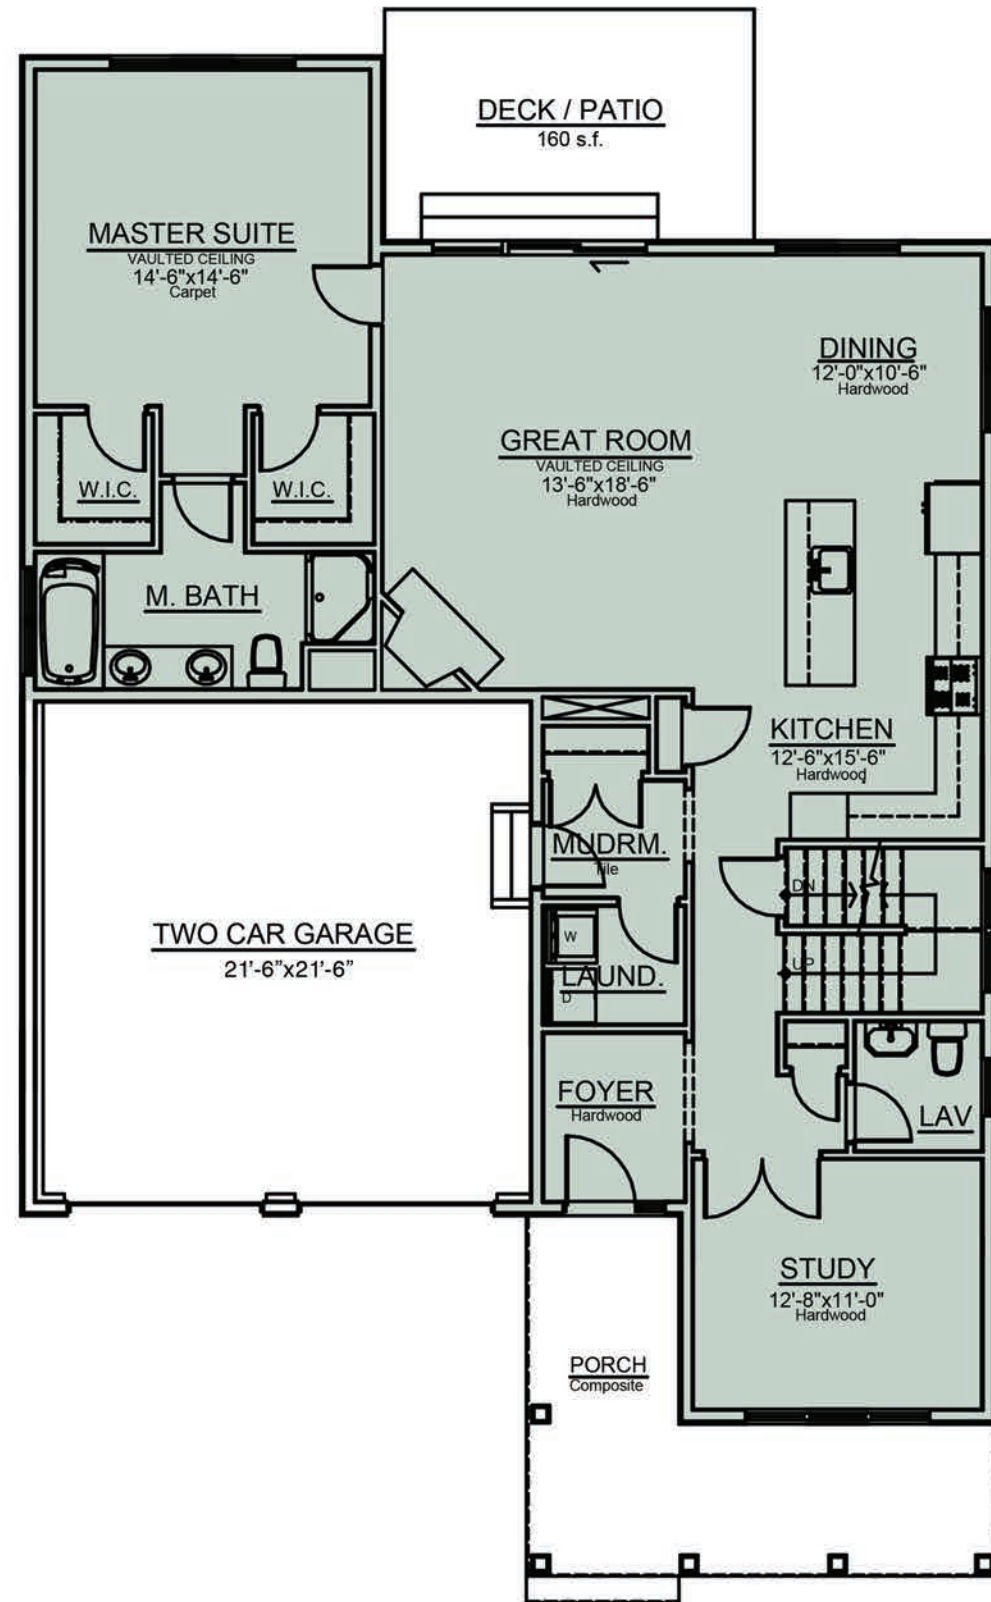 DECK / PATIO
160 s.f.
MASTER SUITE
VAULTED CEILING
14'-6"x14'-6"
Carpet
DINING
12'-0"x10'-6"
Hardwood
GREAT ROOM
VAULTED CEILING
13'-6"x18'-6"
Hardwood
W.I.C.
W.I.C.
M. BATH
KITCHEN
12'-6"x15'-6"
Hardwood
MUDRM.
Tile
DN
TWO CAR GARAGE
21'-6"x21'-6"
W
UP
LAUND.
D
FOYER
Hardwood
LAV
STUDY
12'-8"x11'-0"
Hardwood
PORCH
Composite